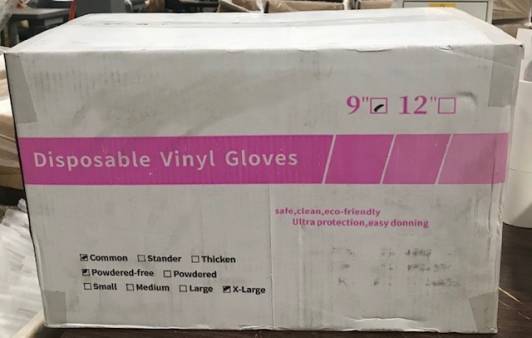 9" ☑ 12" ☐
Disposable Vinyl Gloves
safe,clean,eco-friendly
Ultra protection,easy donning
☑ Common ☐ Stander ☐ Thicken
☑ Powdered-free ☐ Powdered
☐ Small ☐ Medium ☐ Large ☑ X-Large